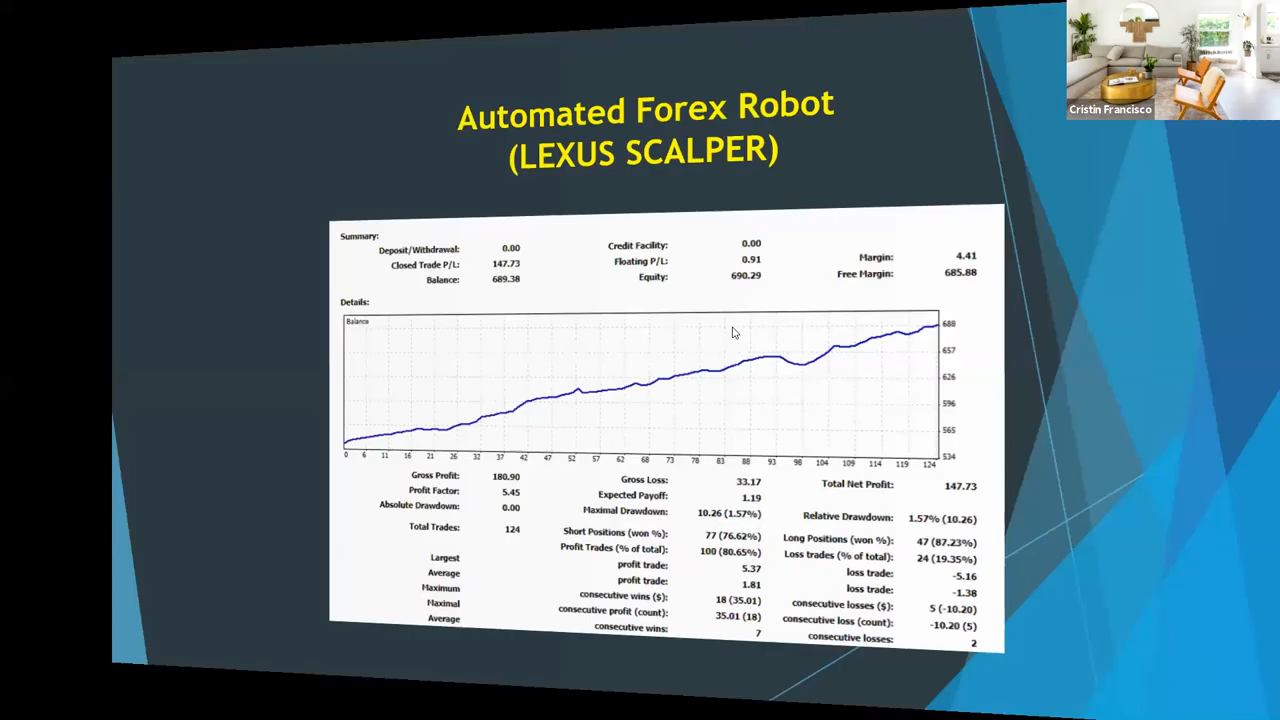 Automated Forex Robot
(LEXUS SCALPER)
Cristin Francisco
Summary:
Deposit/Withdrawal: 0.00 Credit Facility: 0.00
Closed Trade P/L: 147.73 Floating P/L: 0.91 Margin: 4.41
Balance: 689.38 Equity: 690.29 Free Margin: 685.88
Details:
Balance
688
657
626
596
565
534
0 6 11 16 21 26 32 37 42 47 52 57 62 68 73 78 83 88 93 98 104 109 114 119 124
Gross Profit: 180.90 Gross Loss: 33.17 Total Net Profit: 147.73
Profit Factor: 5.45 Expected Payoff: 1.19
Absolute Drawdown: 0.00 Maximal Drawdown: 10.26 (1.57%) Relative Drawdown: 1.57% (10.26)
Total Trades: 124 Short Positions (won %): 77 (76.62%) Long Positions (won %): 47 (87.23%)
Profit Trades (% of total): 100 (80.65%) Loss trades (% of total): 24 (19.35%)
Largest profit trade: 5.37 loss trade: -5.16
Average profit trade: 1.81 loss trade: -1.38
Maximum consecutive wins ($): 18 (35.01) consecutive losses ($): 5 (-10.20)
Maximal consecutive profit (count): 35.01 (18) consecutive loss (count): -10.20 (5)
Average consecutive wins: 7 consecutive losses: 2